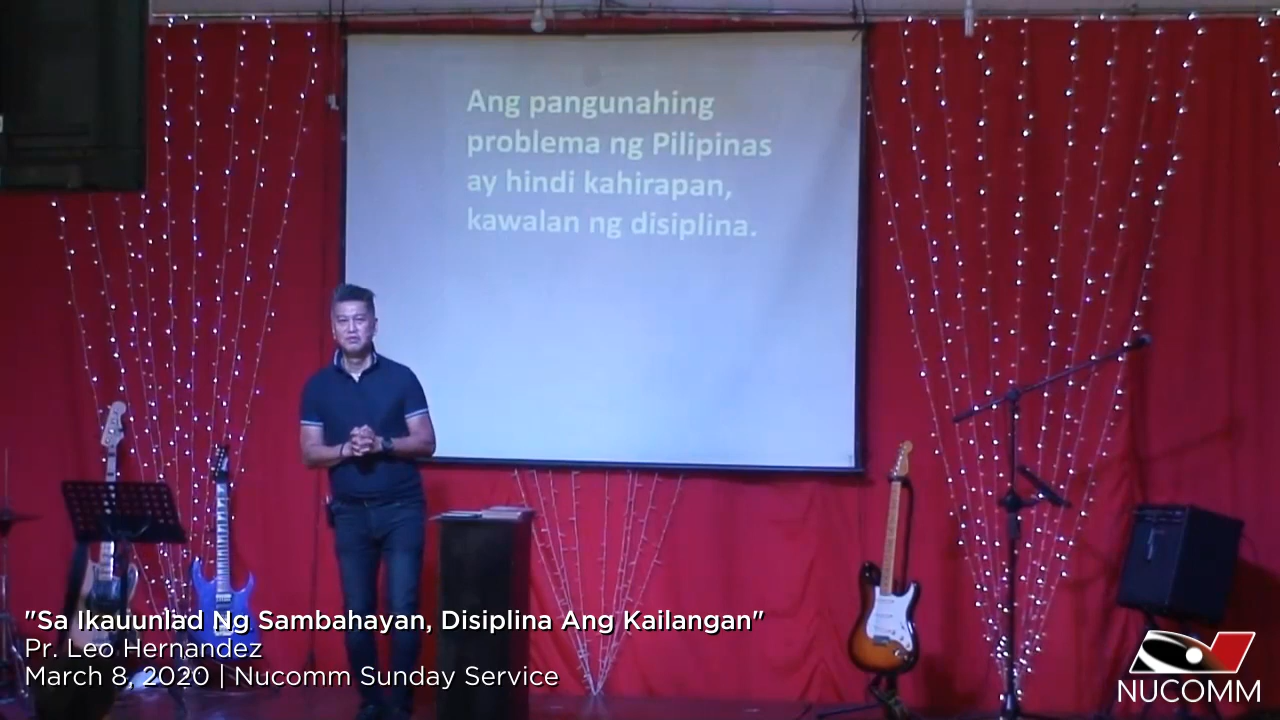 Ang pangunahing
problema ng Pilipinas
ay hindi kahirapan,
kawalan ng disiplina.
"Sa Ikauunlad Ng Sambahayan, Disiplina Ang Kailangan"
Pr. Leo Hernandez
March 8, 2020 | Nucomm Sunday Service
NUCOMM